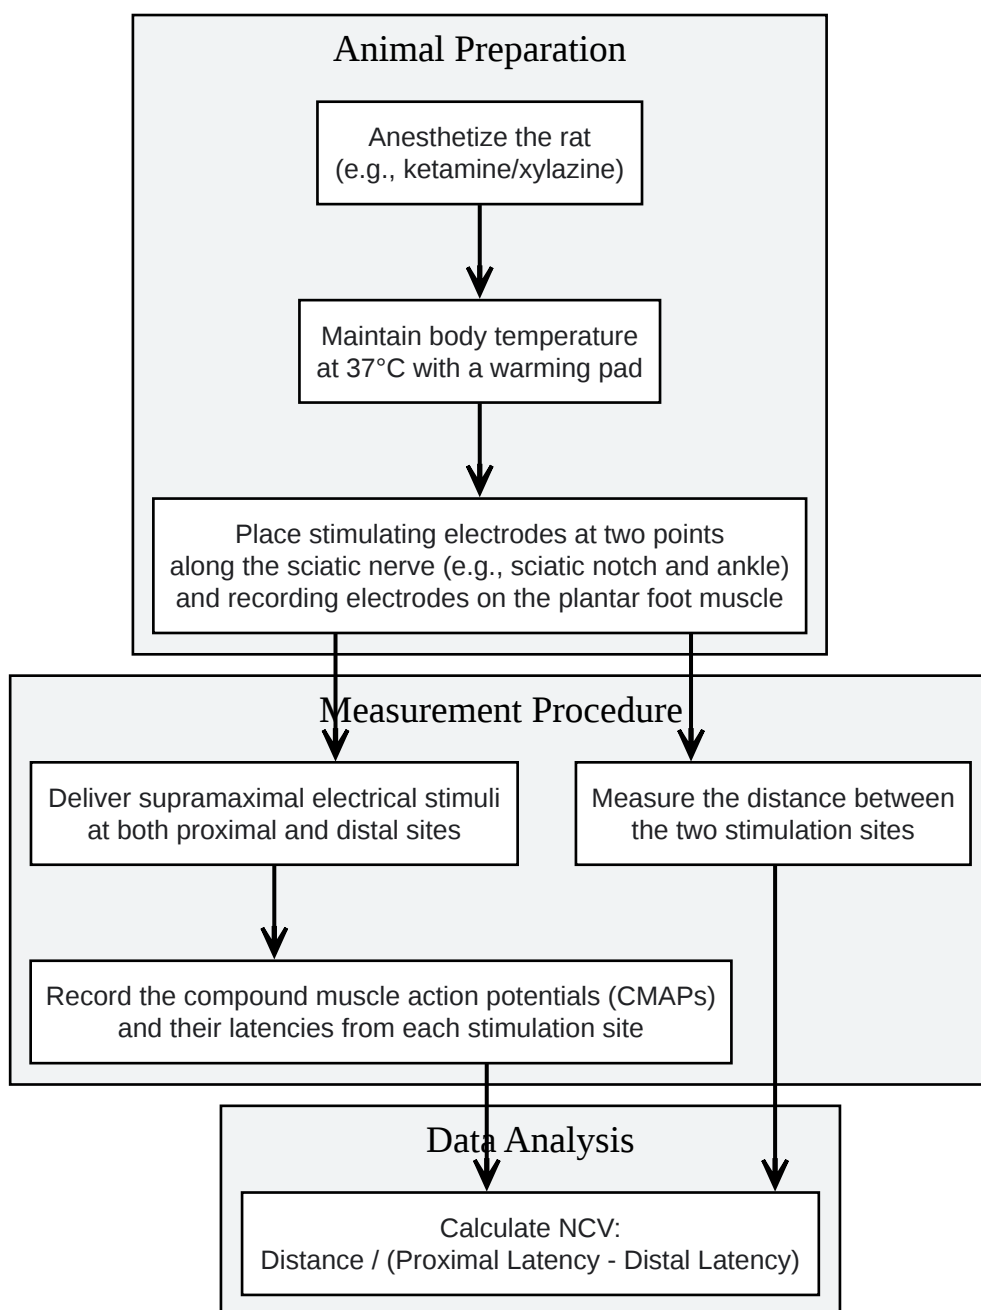 Animal Preparation
Anesthetize the rat
(e.g., ketamine/xylazine)
Maintain body temperature
at 37°C with a warming pad
Place stimulating electrodes at two points
along the sciatic nerve (e.g., sciatic notch and ankle)
and recording electrodes on the plantar foot muscle
Measurement Procedure
Deliver supramaximal electrical stimuli
at both proximal and distal sites
Measure the distance between
the two stimulation sites
Record the compound muscle action potentials (CMAPs)
and their latencies from each stimulation site
Data Analysis
Calculate NCV:
Distance / (Proximal Latency - Distal Latency)